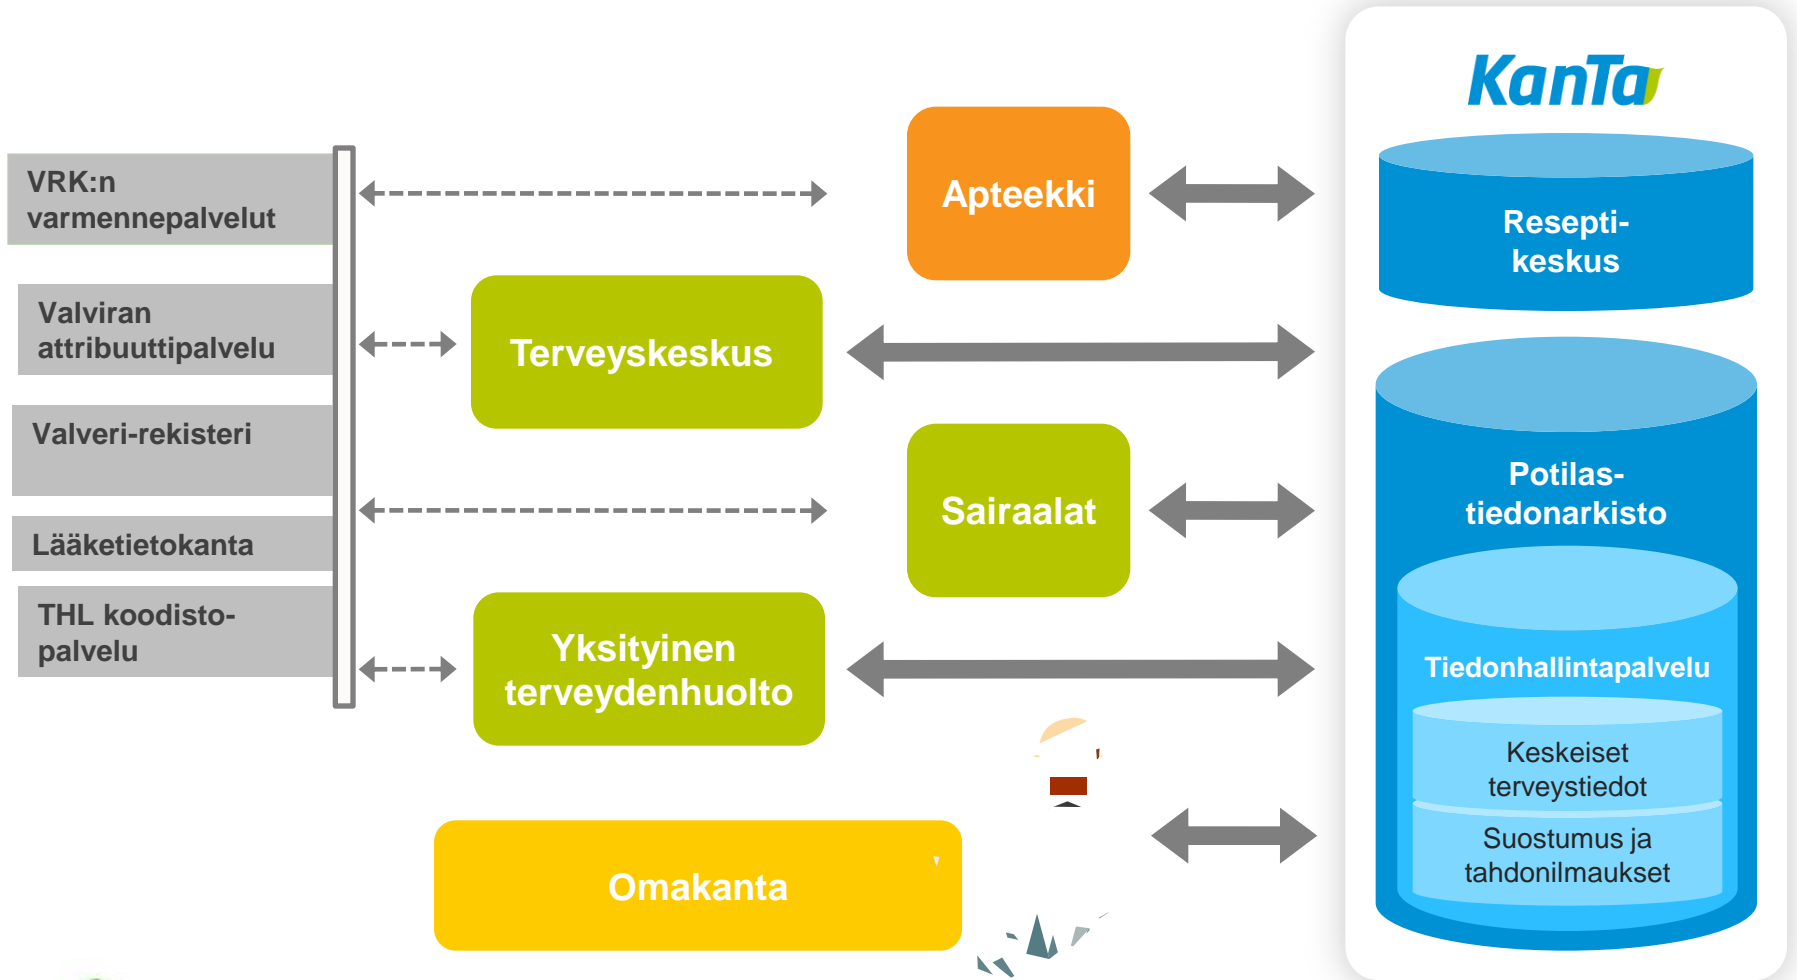 KanTa
VRK:n
varmennepalvelut
Valviran
attribuuttipalvelu
Valveri-rekisteri
Lääketietokanta
THL koodisto-
palvelu
Apteekki
Terveyskeskus
Sairaalat
Yksityinen
terveydenhuolto
Omakanta
Resepti-
keskus
Potilas-
tiedonarkisto
Tiedonhallintapalvelu
Keskeiset
terveystiedot
Suostumus ja
tahdonilmaukset